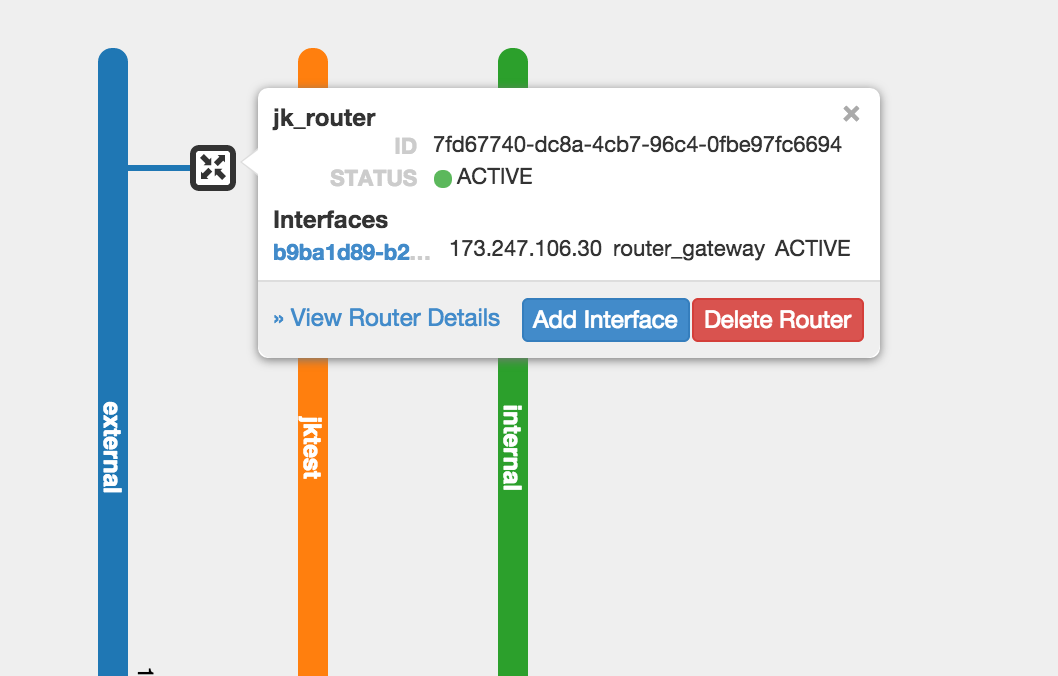 jk_router
ID 7fd67740-dc8a-4cb7-96c4-0fbe97fc6694
STATUS ACTIVE
Interfaces
b9ba1d89-b2... 173.247.106.30 router_gateway ACTIVE
» View Router Details Add Interface Delete Router
external
jktest
internal